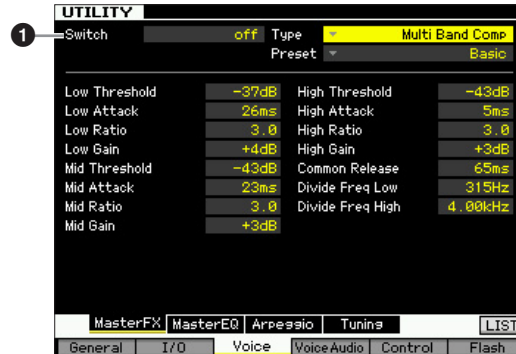 UTILITY
1 Switch off Type Multi Band Comp
Preset Basic
Low Threshold -37dB High Threshold -43dB
Low Attack 26ms High Attack 5ms
Low Ratio 3.0 High Ratio 3.0
Low Gain +4dB High Gain +3dB
Mid Threshold -43dB Common Release 65ms
Mid Attack 23ms Divide Freq Low 315Hz
Mid Ratio 3.0 Divide Freq High 4.00kHz
Mid Gain +3dB
MasterFX MasterEQ Arpeggio Tuning LIST
General I/O Voice Voice Audio Control Flash